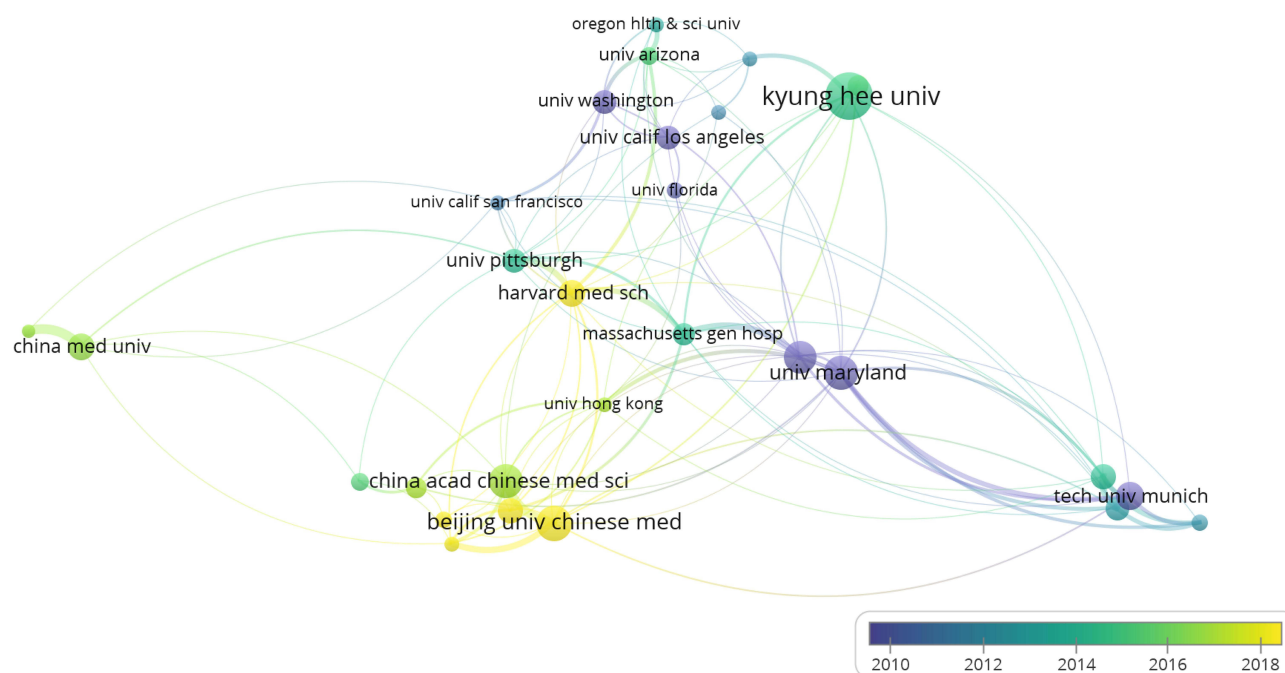 oregon hlth & sci univ
univ arizona
kyung hee univ
univ washington
univ calif los angeles
univ florida
univ calif san francisco
univ pittsburgh
harvard med sch
massachusetts gen hosp
china med univ
univ maryland
univ hong kong
china acad chinese med sci
tech univ munich
beijing univ chinese med
2010 2012 2014 2016 2018